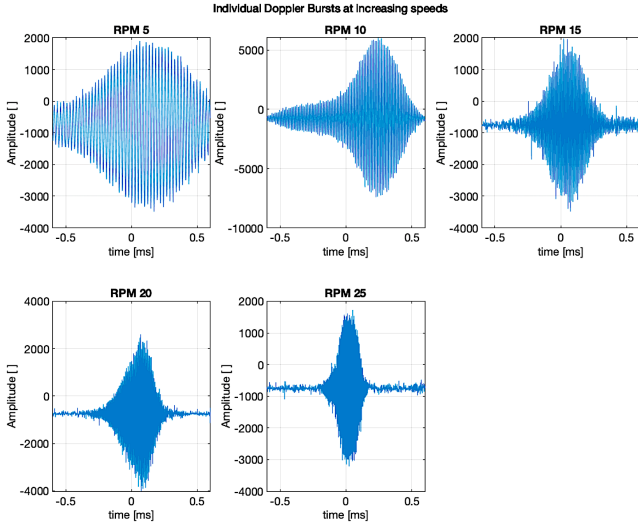 Individual Doppler Bursts at increasing speeds
RPM 5
RPM 10
RPM 15
Amplitude [ ]
2000
1000
0
-1000
-2000
-3000
-4000
-0.5
0
0.5
time [ms]
Amplitude [ ]
5000
0
-5000
-10000
-0.5
0
0.5
time [ms]
Amplitude [ ]
2000
1000
0
-1000
-2000
-3000
-4000
-0.5
0
0.5
time [ms]
RPM 20
RPM 25
Amplitude [ ]
4000
2000
0
-2000
-4000
-0.5
0
0.5
time [ms]
Amplitude [ ]
2000
1000
0
-1000
-2000
-3000
-4000
-0.5
0
0.5
time [ms]